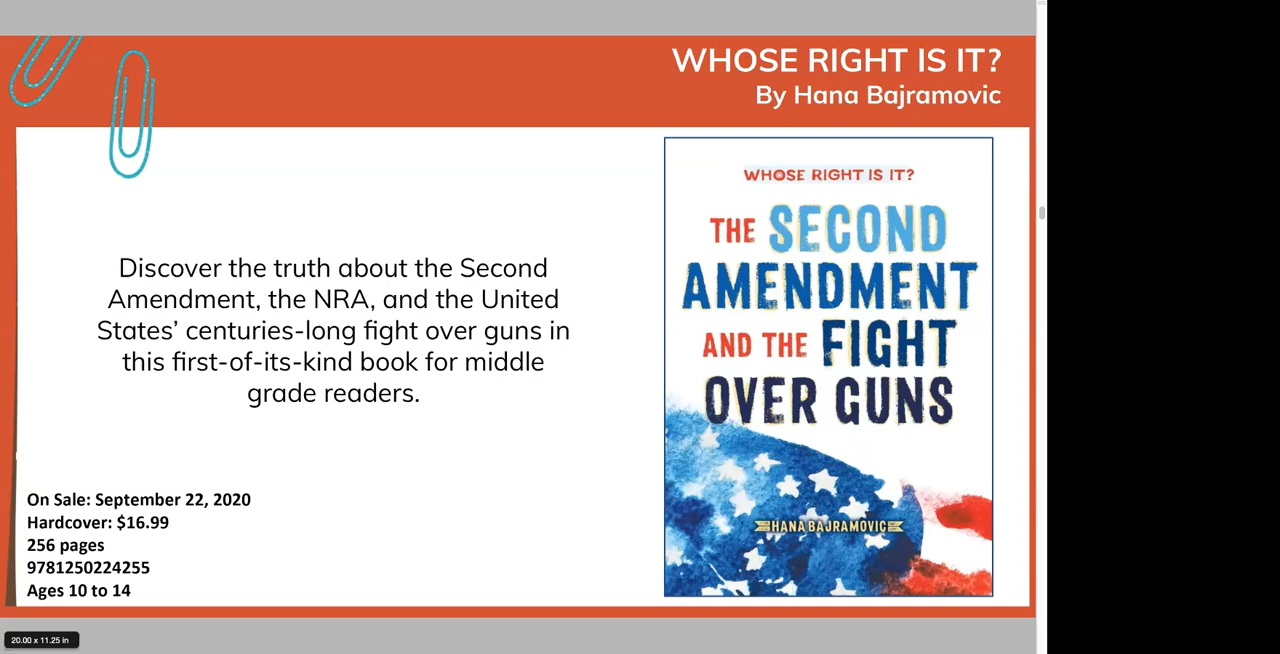 WHOSE RIGHT IS IT?
By Hana Bajramovic
Discover the truth about the Second
Amendment, the NRA, and the United
States’ centuries-long fight over guns in
this first-of-its-kind book for middle
grade readers.
On Sale: September 22, 2020
Hardcover: $16.99
256 pages
9781250224255
Ages 10 to 14
WHOSE RIGHT IS IT?
THE SECOND
AMENDMENT
AND THE FIGHT
OVER GUNS
HANA BAJRAMOVIC
20.00 x 11.25 in